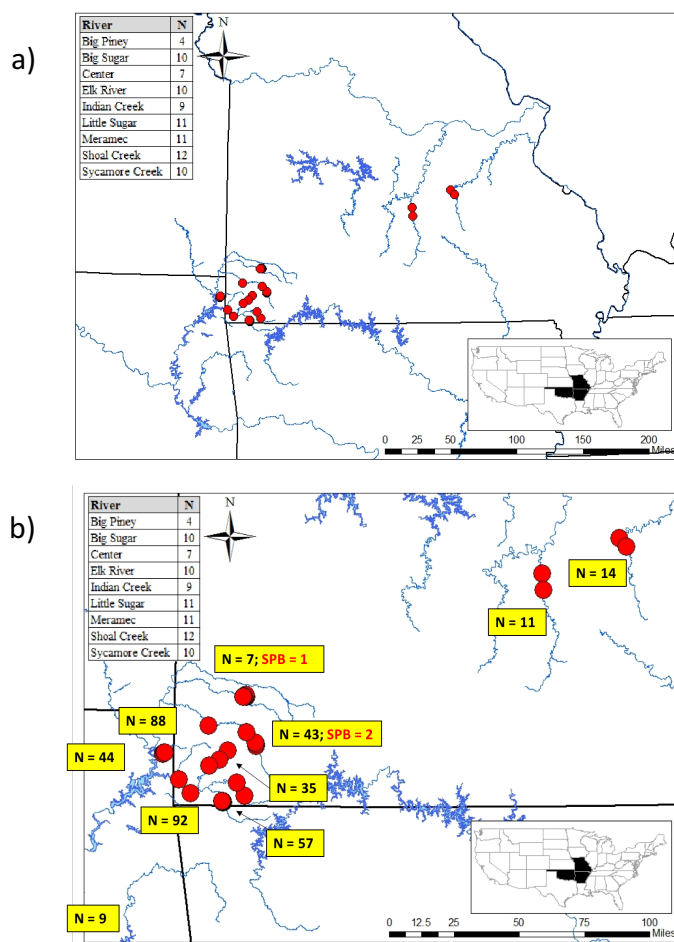 a)
River N
Big Piney 4
Big Sugar 10
Center 7
Elk River 10
Indian Creek 9
Little Sugar 11
Meramec 11
Shoal Creek 12
Sycamore Creek 10
N
0 25 50 100 150 200
Miles
b)
River N
Big Piney 4
Big Sugar 10
Center 7
Elk River 10
Indian Creek 9
Little Sugar 11
Meramec 11
Shoal Creek 12
Sycamore Creek 10
N
N = 14
N = 11
N = 7; SPB = 1
N = 88
N = 43; SPB = 2
N = 44
N = 35
N = 92
N = 57
N = 9
0 12.5 25 50 75 100
Miles